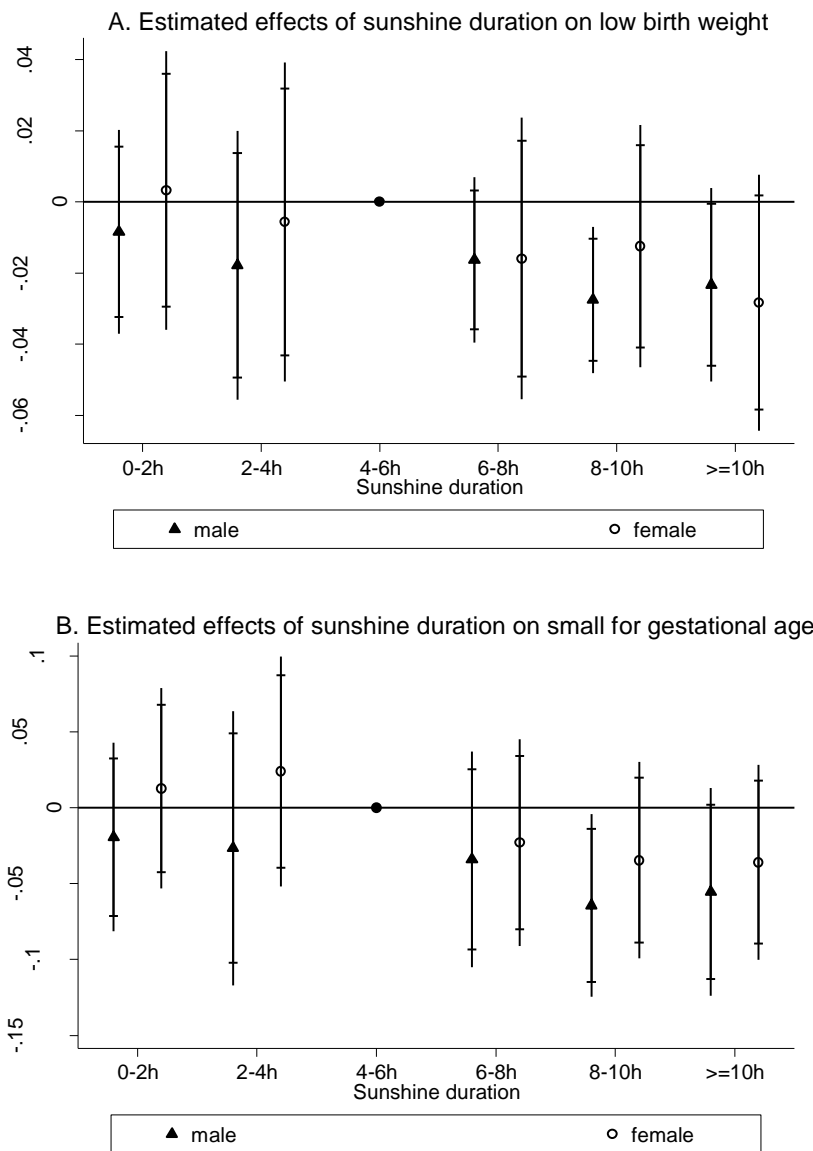 A. Estimated effects of sunshine duration on low birth weight
.04
.02
0
-.02
-.04
-.06
0-2h 2-4h 4-6h 6-8h 8-10h >=10h
Sunshine duration
male female
B. Estimated effects of sunshine duration on small for gestational age
.1
.05
0
-.05
-.1
-.15
0-2h 2-4h 4-6h 6-8h 8-10h >=10h
Sunshine duration
male female